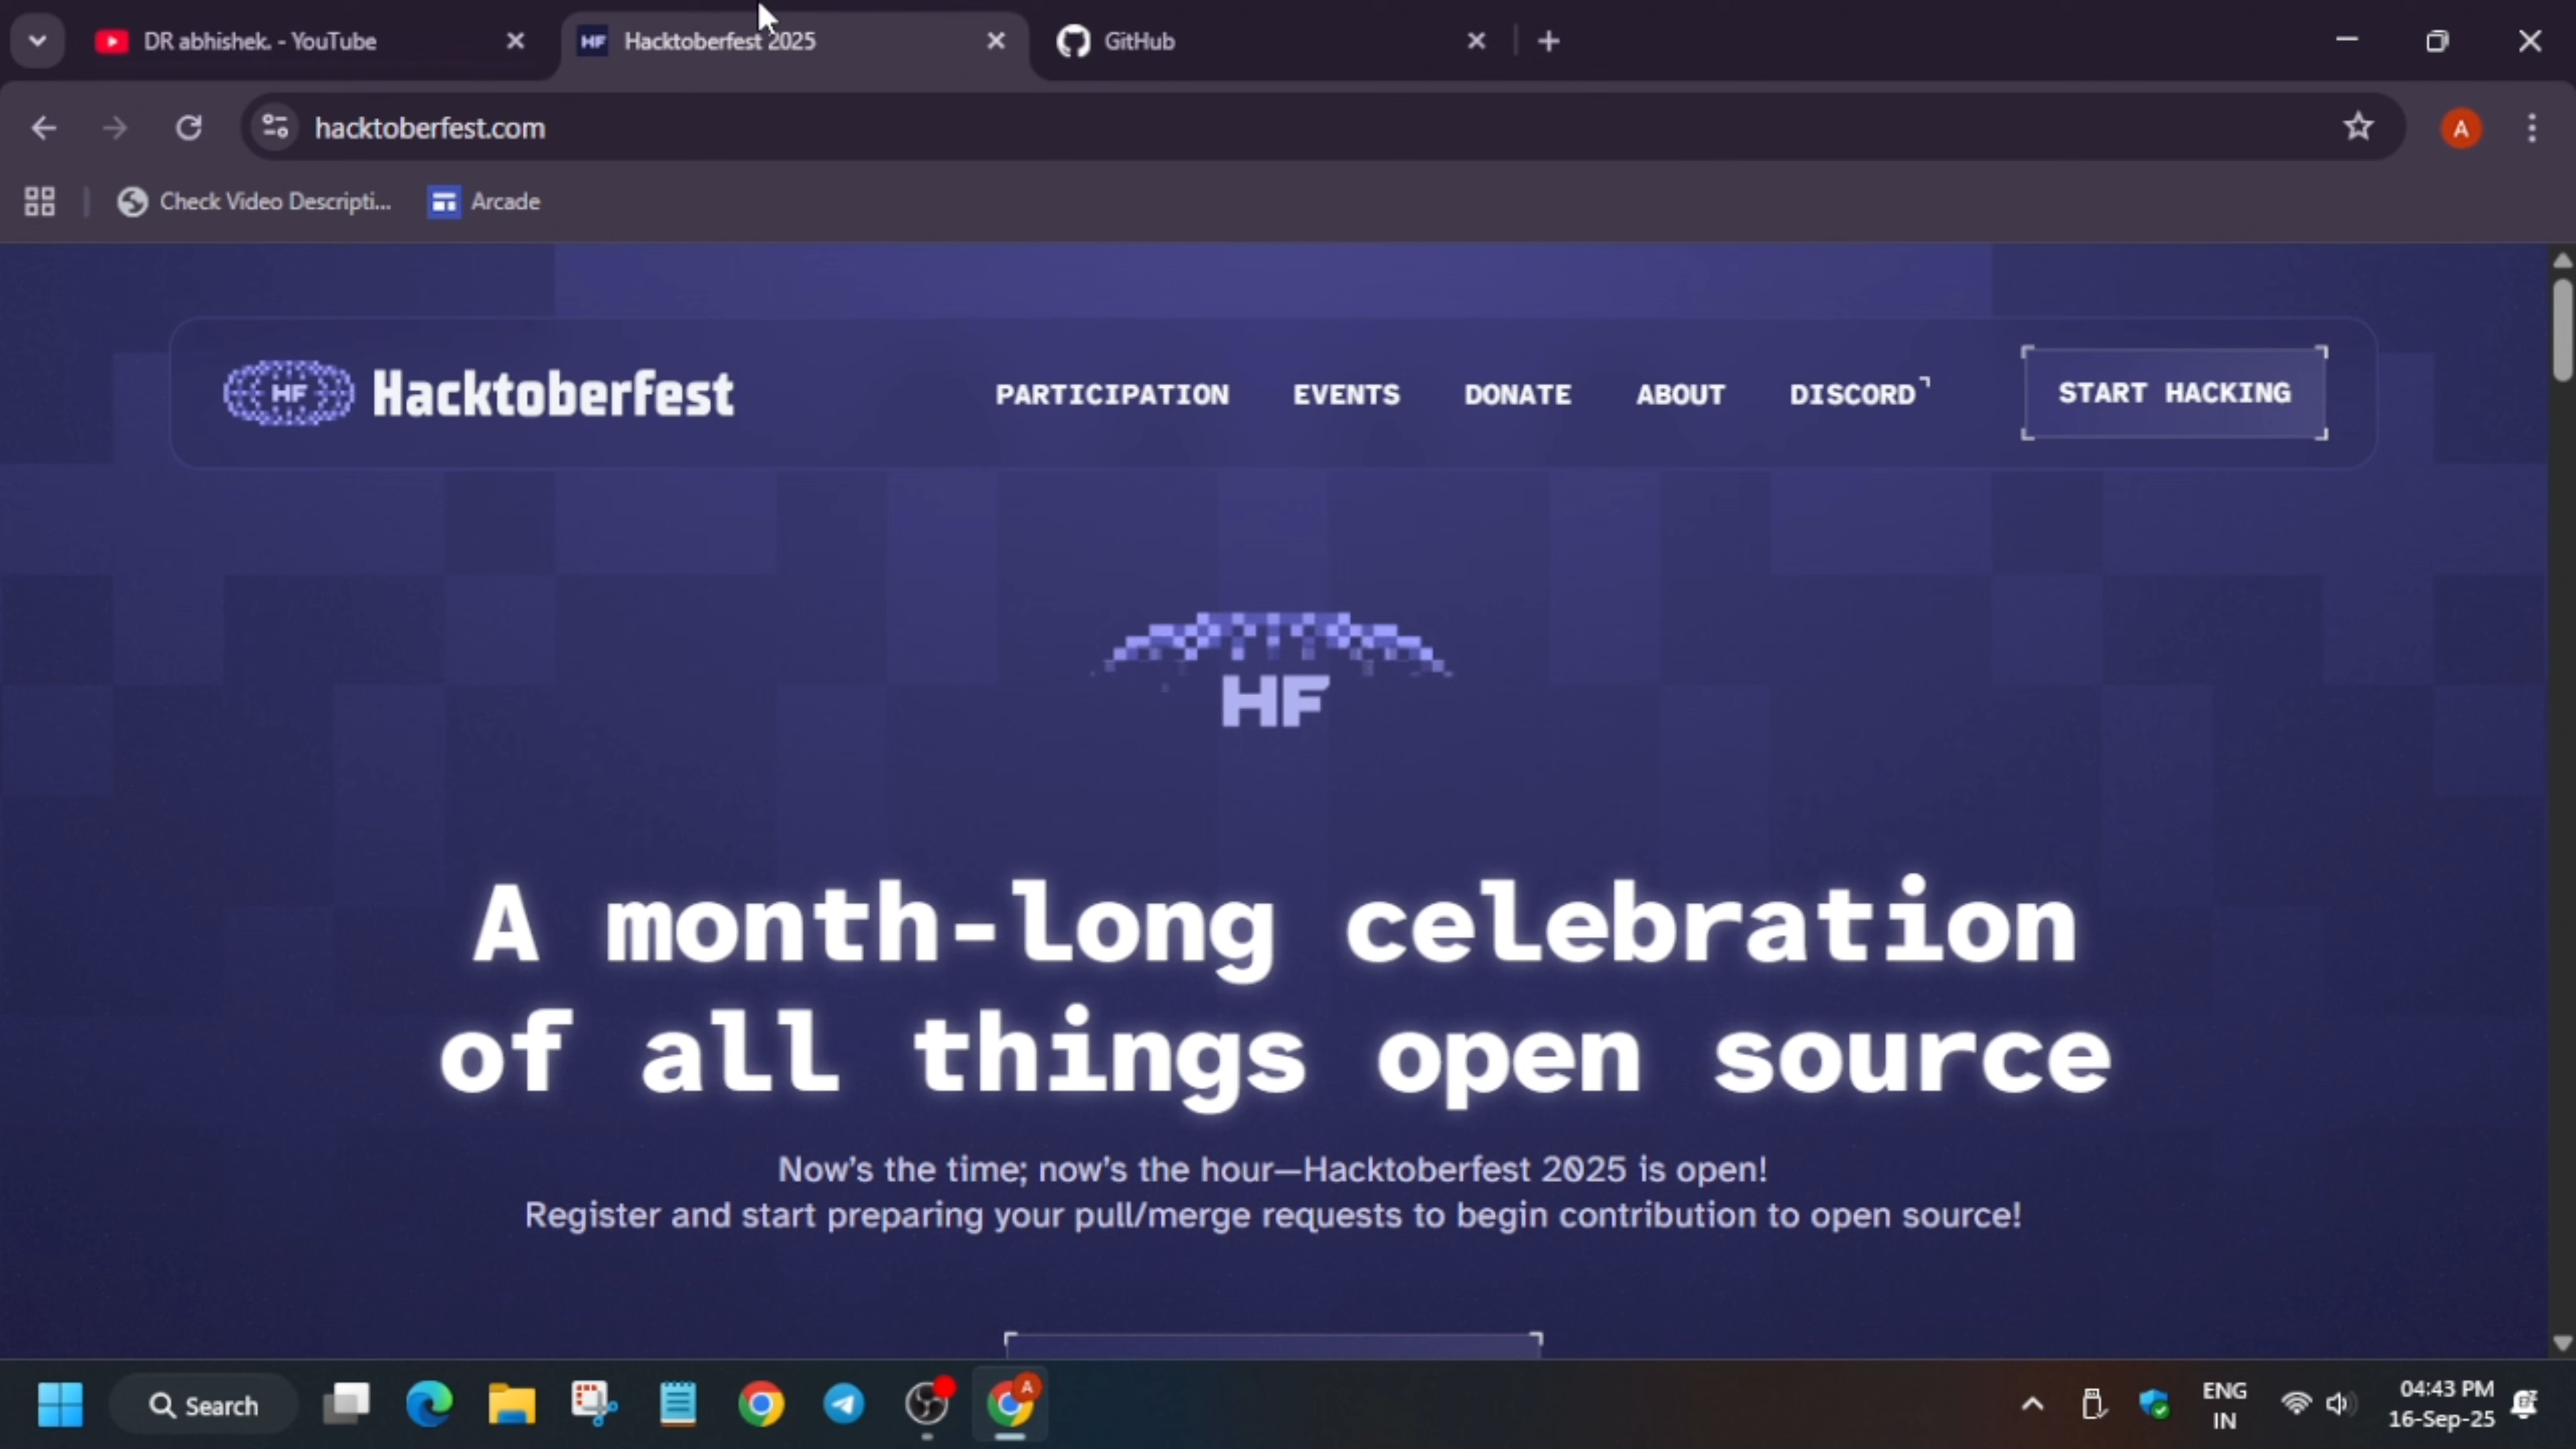 DR abhishek. - YouTube
HF Hacktoberfest 2025
GitHub
hacktoberfest.com
A
Check Video Descripti...
Arcade
HF Hacktoberfest
PARTICIPATION EVENTS DONATE ABOUT DISCORD START HACKING
HF
A month-long celebration
of all things open source
Now's the time; now's the hour—Hacktoberfest 2025 is open!
Register and start preparing your pull/merge requests to begin contribution to open source!
Search
A
ENG
IN
04:43 PM
16-Sep-25